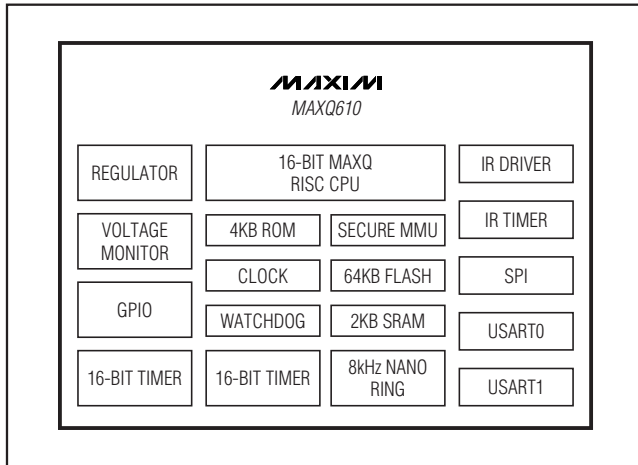 MAXIM
MAXQ610
REGULATOR
16-BIT MAXQ
RISC CPU
IR DRIVER
VOLTAGE
MONITOR
4KB ROM
SECURE MMU
IR TIMER
CLOCK
64KB FLASH
SPI
GPIO
WATCHDOG
2KB SRAM
USART0
16-BIT TIMER
16-BIT TIMER
8kHz NANO
RING
USART1